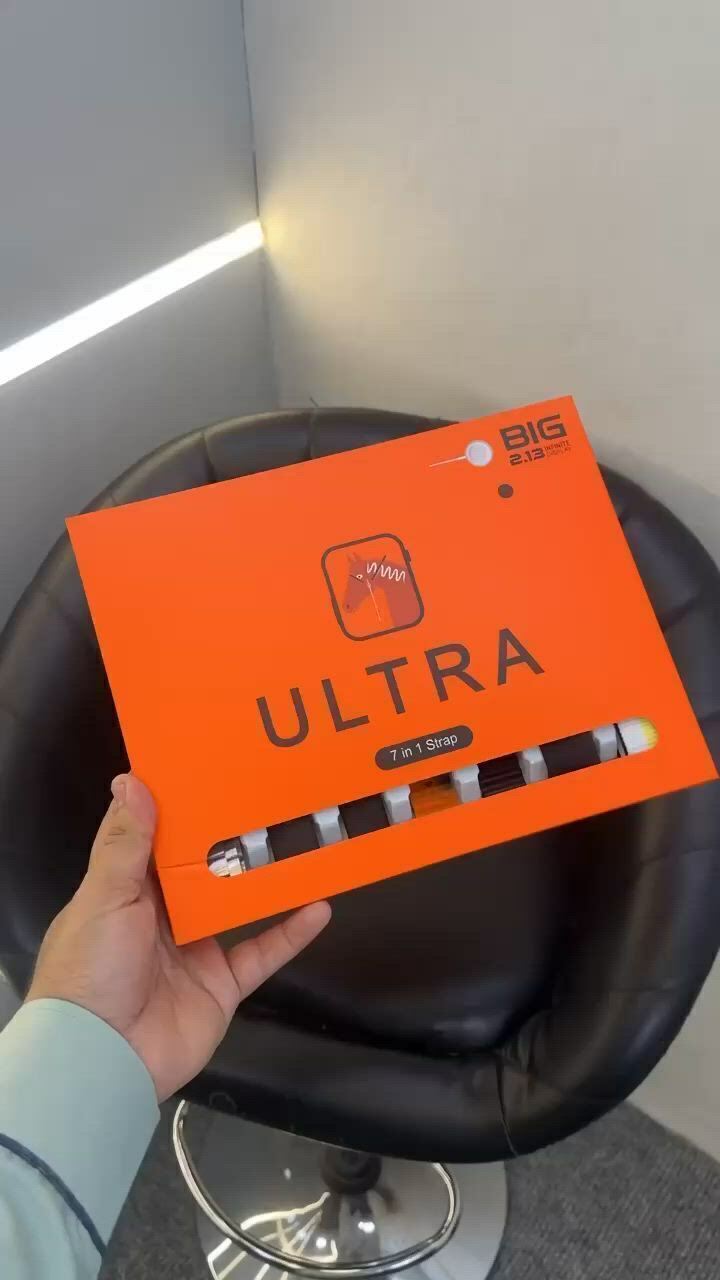 BIG
2.13 INFINITE
DISPLAY
ULTRA
7 in 1 Strap